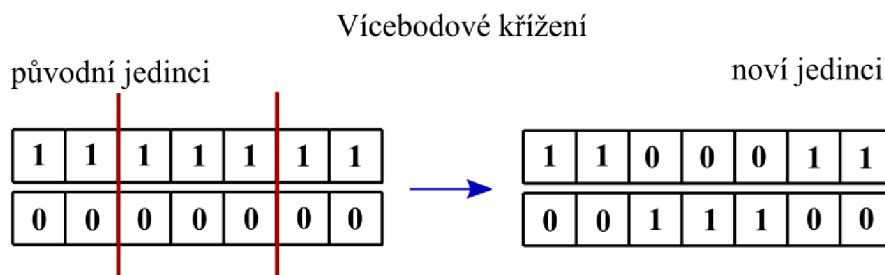 Vícebodové křížení
původní jedinci
noví jedinci
1 1 1 1 1 1 1
0 0 0 0 0 0 0
1 1 0 0 0 1 1
0 0 1 1 1 0 0